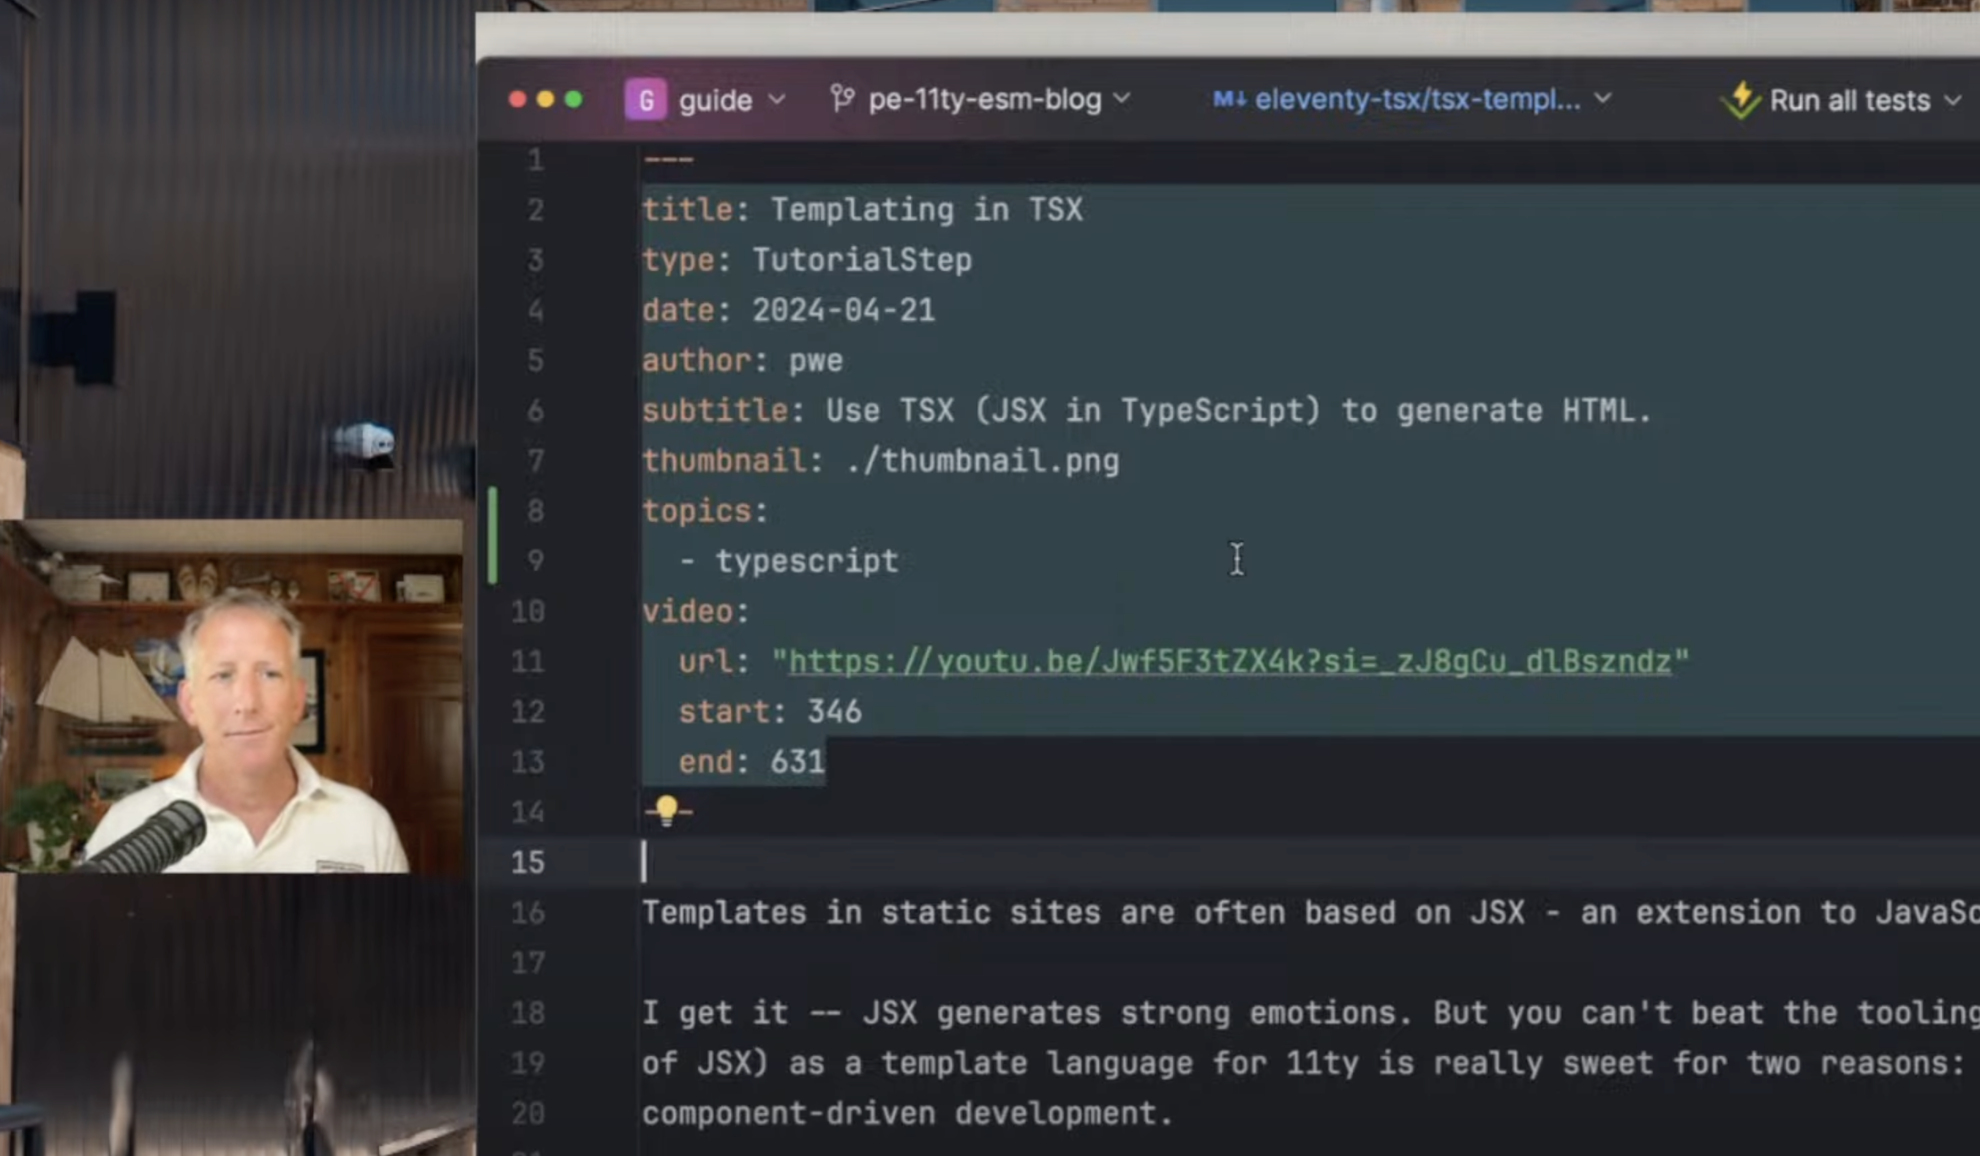 G guide pe-11ty-esm-blog M↓ eleventy-tsx/tsx-templ... Run all tests
1 ---
2 title: Templating in TSX
3 type: TutorialStep
4 date: 2024-04-21
5 author: pwe
6 subtitle: Use TSX (JSX in TypeScript) to generate HTML.
7 thumbnail: ./thumbnail.png
8 topics:
9 - typescript
10 video:
11 url: "https://youtu.be/Jwf5F3tZX4k?si=_zJ8gCu_dlBszndz"
12 start: 346
13 end: 631
14
15
16 Templates in static sites are often based on JSX - an extension to JavaSc
17
18 I get it -- JSX generates strong emotions. But you can't beat the tooling
19 of JSX) as a template language for 11ty is really sweet for two reasons:
20 component-driven development.